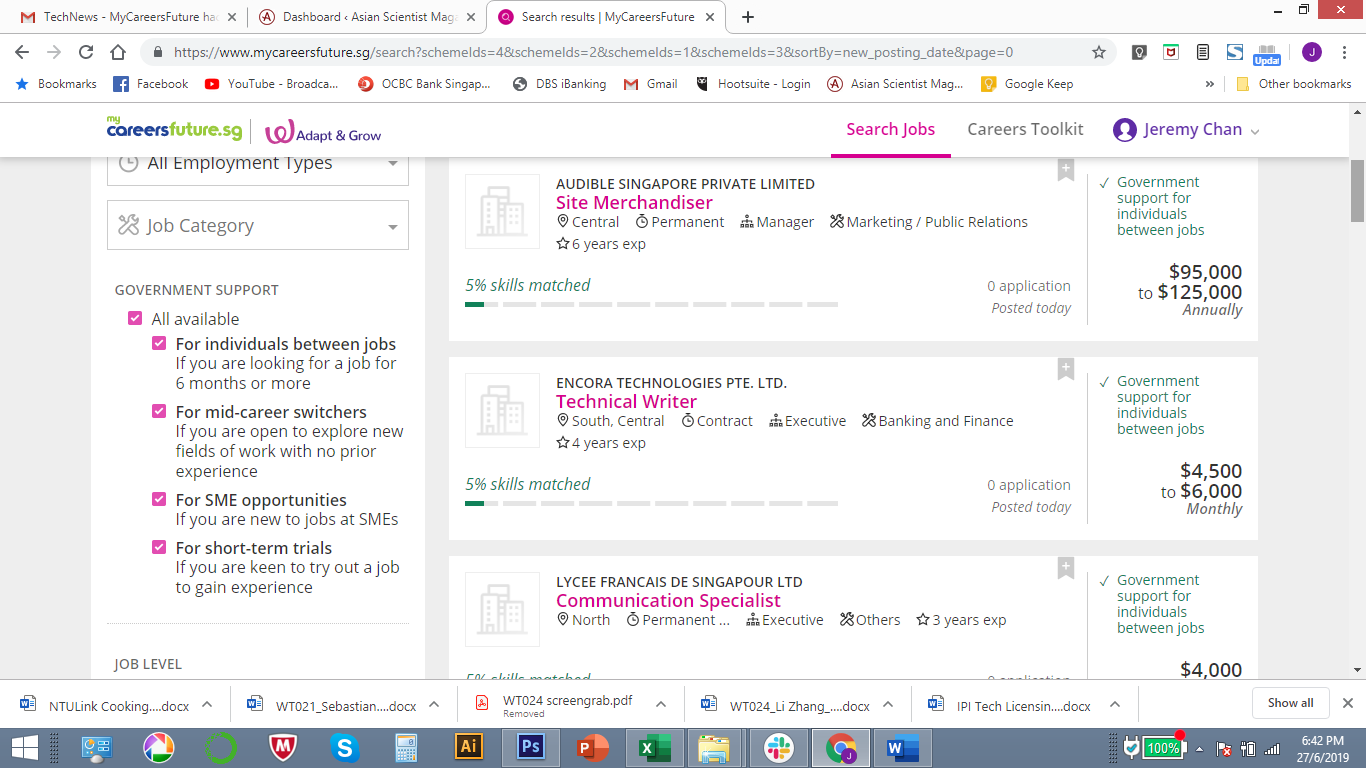 TechNews - MyCareersFuture hac
Dashboard ‹ Asian Scientist Maga
Search results | MyCareersFuture
https://www.mycareersfuture.sg/search?schemeIds=4&schemeIds=2&schemeIds=1&schemeIds=3&sortBy=new_posting_date&page=0
Upda!
J
Bookmarks
Facebook
YouTube - Broadca...
OCBC Bank Singap...
DBS iBanking
Gmail
Hootsuite - Login
Asian Scientist Mag...
Google Keep
»
Other bookmarks
my
careersfuture.sg
Adapt & Grow
Search Jobs
Careers Toolkit
Jeremy Chan
All Employment Types
Job Category
GOVERNMENT SUPPORT
All available
For individuals between jobs
If you are looking for a job for
6 months or more
For mid-career switchers
If you are open to explore new
fields of work with no prior
experience
For SME opportunities
If you are new to jobs at SMEs
For short-term trials
If you are keen to try out a job
to gain experience
JOB LEVEL
AUDIBLE SINGAPORE PRIVATE LIMITED
Site Merchandiser
Central Permanent Manager Marketing / Public Relations
6 years exp
5% skills matched
0 application
Posted today
Government
support for
individuals
between jobs
$95,000
to $125,000
Annually
ENCORA TECHNOLOGIES PTE. LTD.
Technical Writer
South, Central Contract Executive Banking and Finance
4 years exp
5% skills matched
0 application
Posted today
Government
support for
individuals
between jobs
$4,500
to $6,000
Monthly
LYCEE FRANCAIS DE SINGAPOUR LTD
Communication Specialist
North Permanent ... Executive Others 3 years exp
5% skills matched
0 application
Government
support for
individuals
between jobs
$4,000
NTULink Cooking....docx
WT021_Sebastian....docx
WT024 screengrab.pdf
Removed
WT024_Li Zhang_....docx
IPI Tech Licensin....docx
Show all
Ai
Ps
100%
6:42 PM
27/6/2019